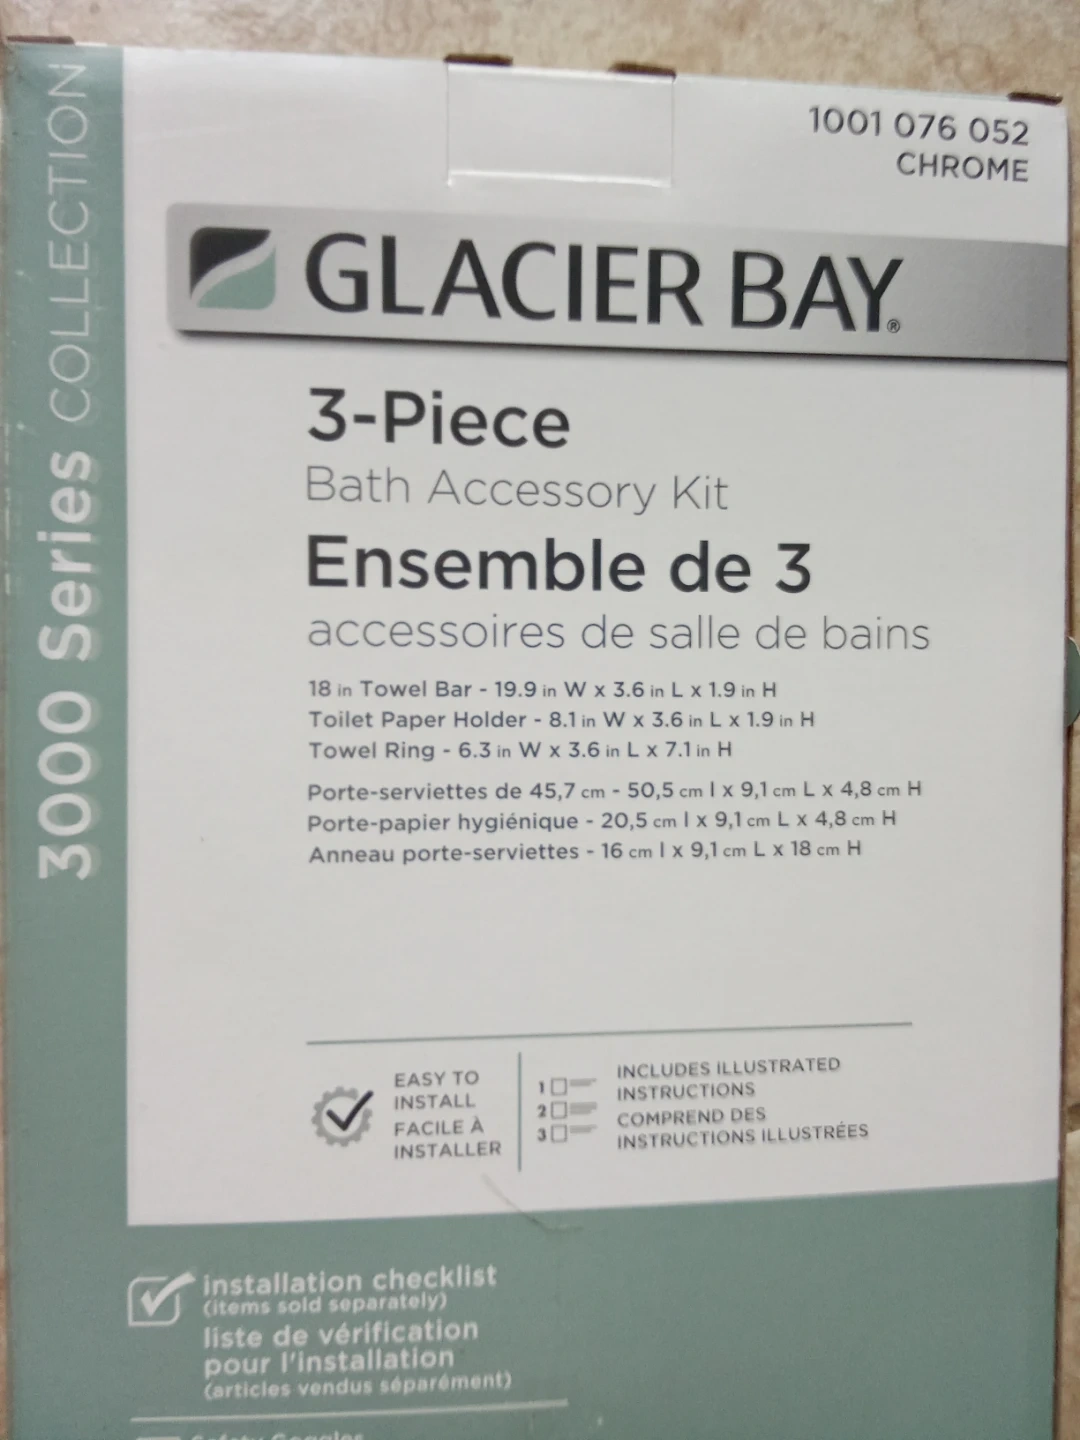 1001 076 052
CHROME
GLACIER BAY®
3000 Series COLLECTION
3-Piece
Bath Accessory Kit
Ensemble de 3
accessoires de salle de bains
18 in Towel Bar - 19.9 in W x 3.6 in L x 1.9 in H
Toilet Paper Holder - 8.1 in W x 3.6 in L x 1.9 in H
Towel Ring - 6.3 in W x 3.6 in L x 7.1 in H
Porte-serviettes de 45,7 cm - 50,5 cm l x 9,1 cm L x 4,8 cm H
Porte-papier hygiénique - 20,5 cm l x 9,1 cm L x 4,8 cm H
Anneau porte-serviettes - 16 cm l x 9,1 cm L x 18 cm H
EASY TO
INSTALL
FACILE À
INSTALLER
1
2
3
INCLUDES ILLUSTRATED
INSTRUCTIONS
COMPREND DES
INSTRUCTIONS ILLUSTRÉES
installation checklist
(items sold separately)
liste de vérification
pour l'installation
(articles vendus séparément)
Safety Goggles